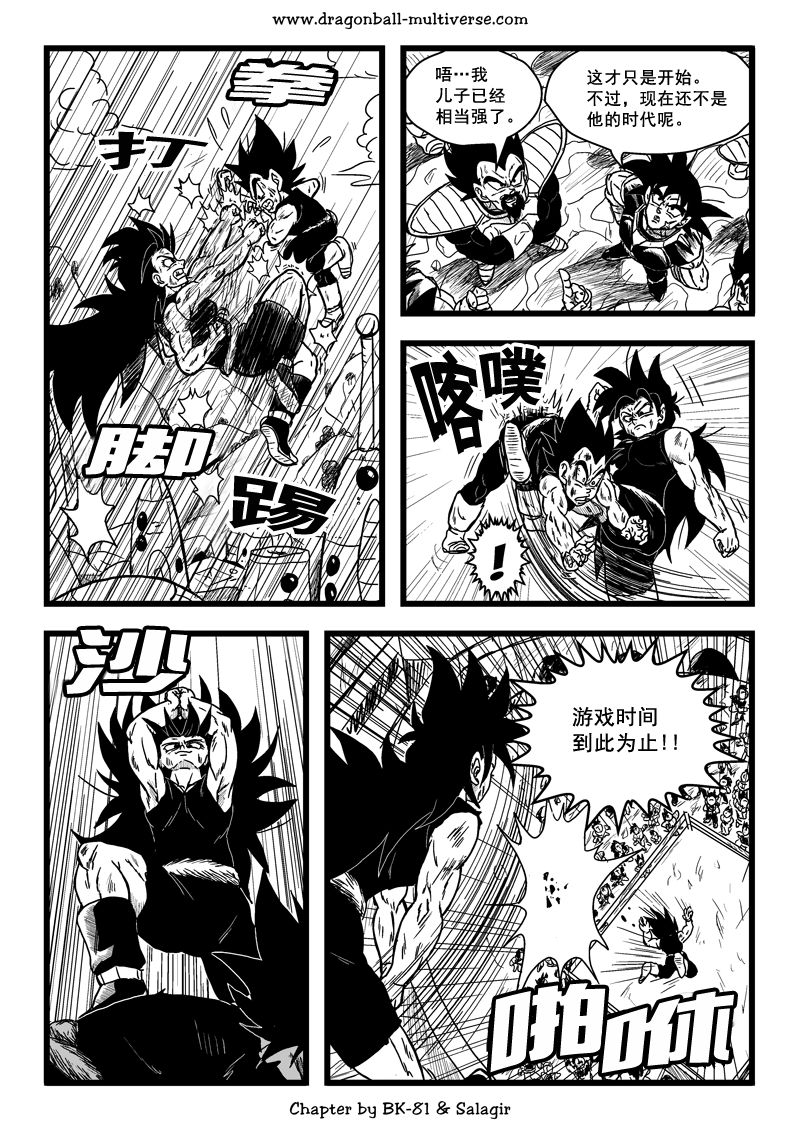 www.dragonball-multiverse.com
拳
打
脚
踢
唔…我
儿子已经
相当强了。
这才只是开始。
不过，现在还不是
他的时代呢。
喀噗
!
沙
游戏时间
到此为止!!
啪咻
Chapter by BK-81 & Salagir